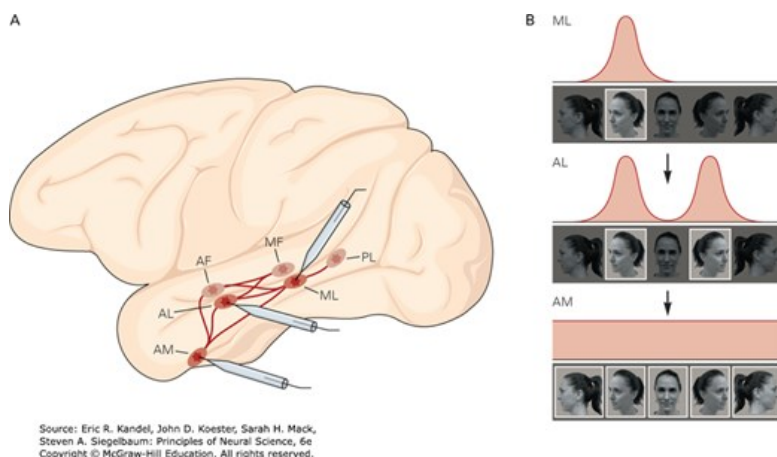 A
AF
MF
PL
AL
ML
AM
Source: Eric R. Kandel, John D. Koester, Sarah H. Mack,
Steven A. Siegelbaum: Principles of Neural Science, 6e
Copyright © McGraw-Hill Education. All rights reserved.
B
ML
AL
AM